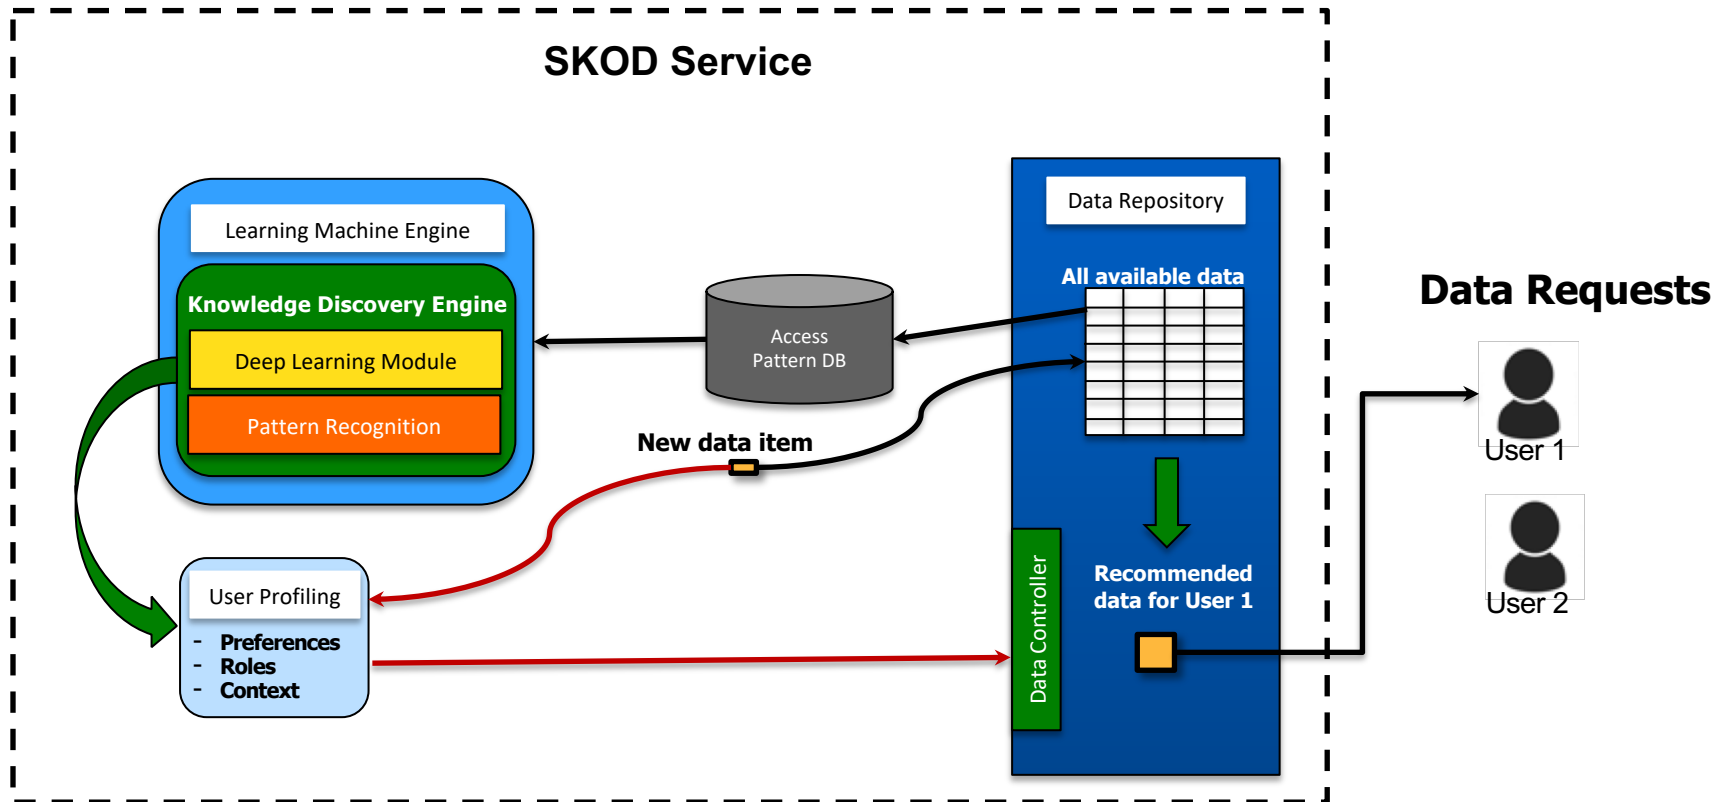 SKOD Service
Learning Machine Engine
Knowledge Discovery Engine
Deep Learning Module
Pattern Recognition
Access
Pattern DB
New data item
User Profiling
- Preferences
- Roles
- Context
Data Repository
All available data
Data Controller
Recommended
data for User 1
Data Requests
User 1
User 2